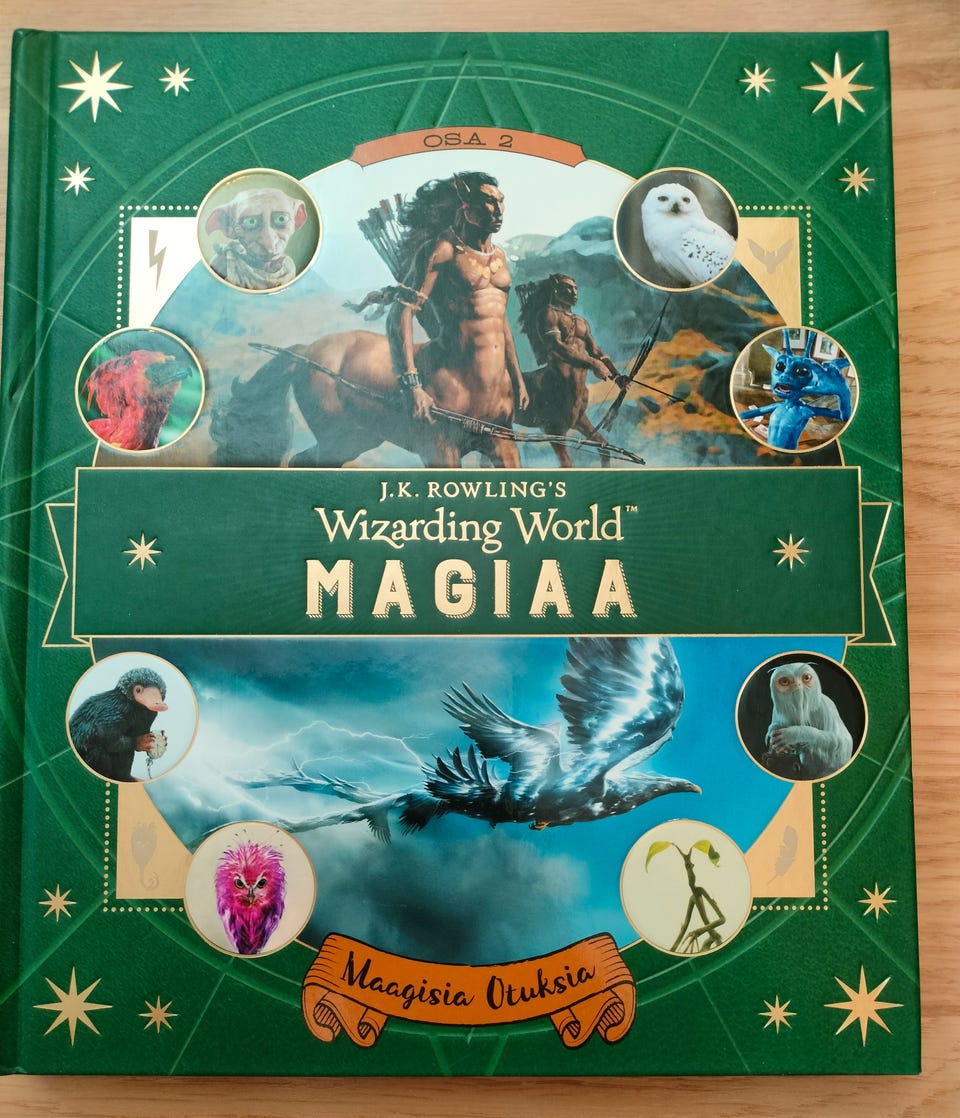 OSA 2
J.K. ROWLING'S
Wizarding World™
MAGIAA
Maagisia Otuksia